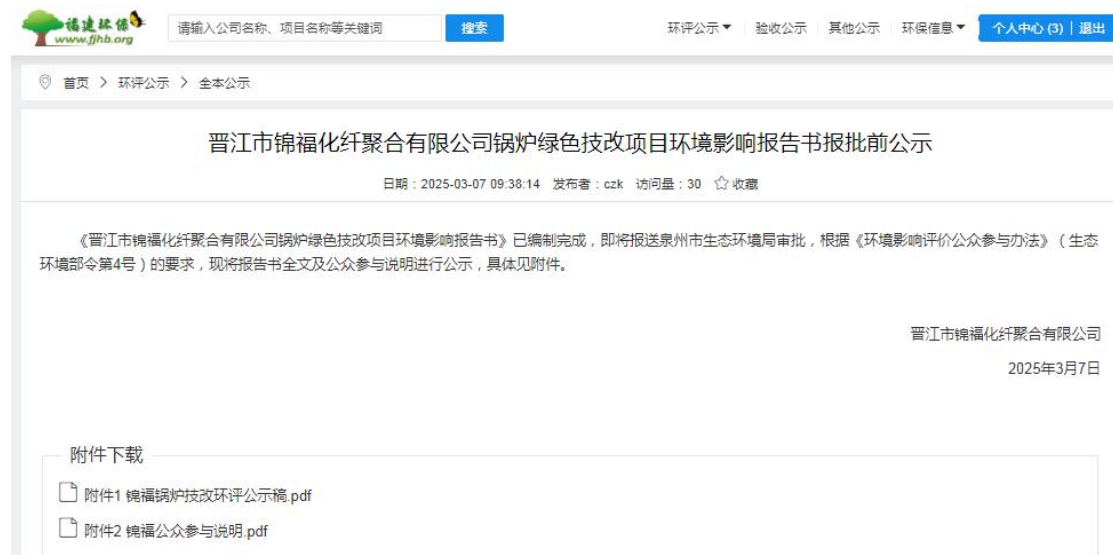 福建环保
www.fjhb.org
请输入公司名称、项目名称等关键词
搜索
环评公示
验收公示
其他公示
环保信息
个人中心 (3) | 退出
首页 > 环评公示 > 全本公示
晋江市锦福化纤聚合有限公司锅炉绿色技改项目环境影响报告书报批前公示
日期：2025-03-07 09:38:14 发布者：czk 访问量：30 收藏
《晋江市锦福化纤聚合有限公司锅炉绿色技改项目环境影响报告书》已编制完成，即将报送泉州市生态环境局审批，根据《环境影响评价公众参与办法》（生态
环境部令第4号）的要求，现将报告书全文及公众参与说明进行公示，具体见附件。
晋江市锦福化纤聚合有限公司
2025年3月7日
附件下载
附件1 锦福锅炉技改环评公示稿.pdf
附件2 锦福公众参与说明.pdf